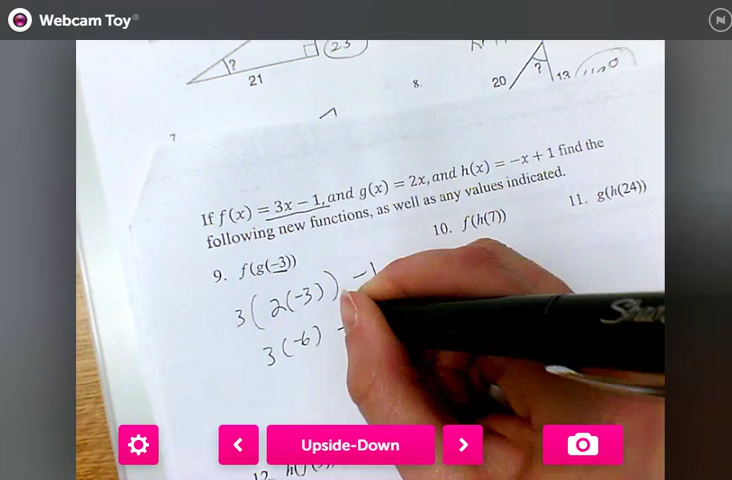 Webcam Toy
? 23
21
8.
20 ? 13
7
If f(x) = 3x − 1, and g(x) = 2x, and h(x) = −x + 1 find the
following new functions, as well as any values indicated.
9. f(g(−3)) 10. f(h(7)) 11. g(h(24))
3(2(-3)) -1
3(-6) -
12.
Upside-Down